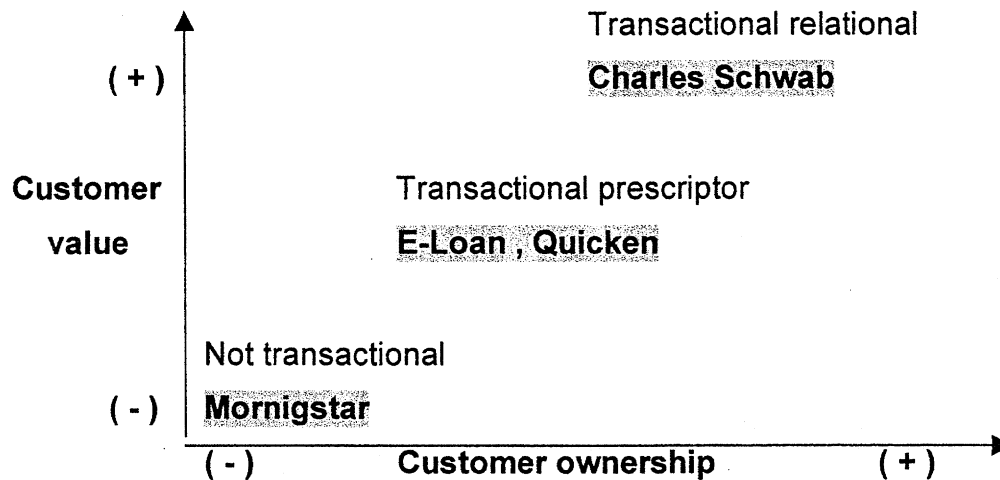 Transactional relational
( + ) Charles Schwab
Customer Transactional prescriptor
value E-Loan , Quicken
Not transactional
( - ) Mornigstar
( - ) Customer ownership ( + )